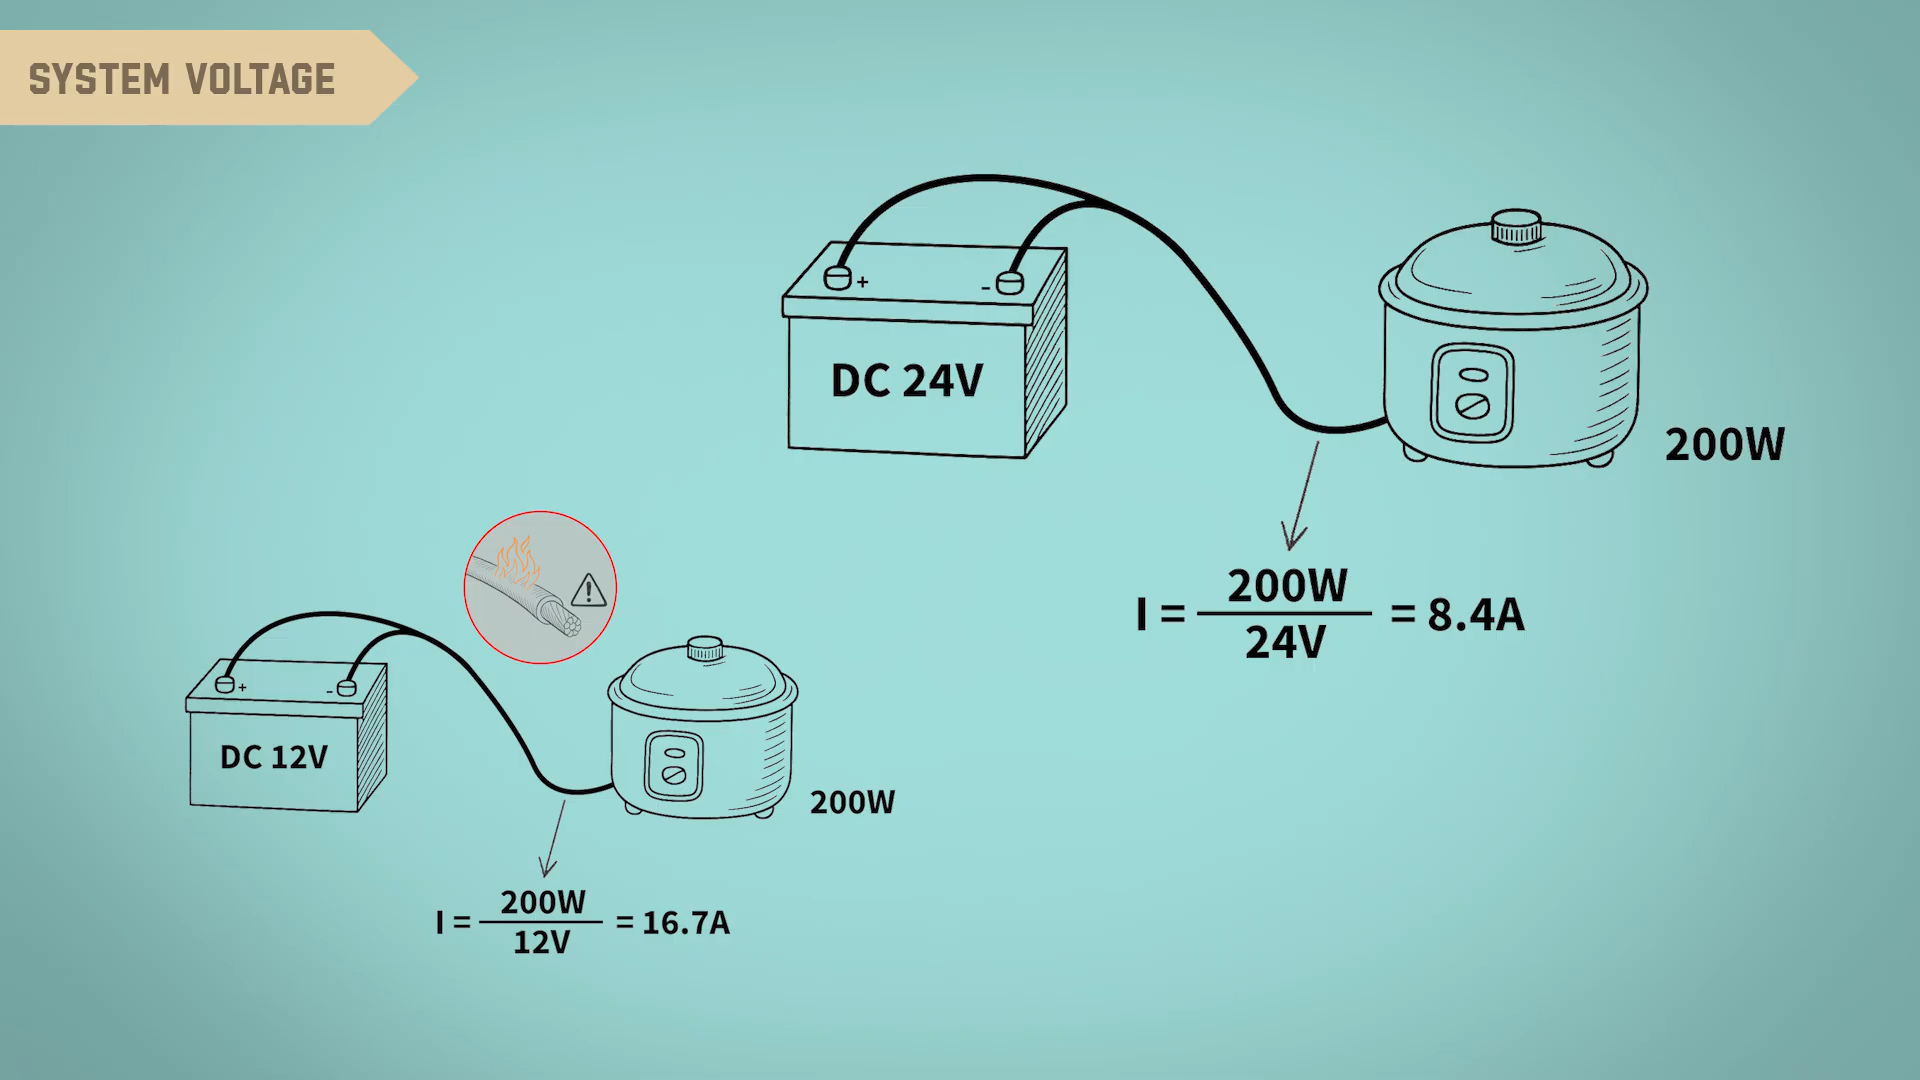 SYSTEM VOLTAGE
+ -
DC 24V
200W
I = 200W / 24V = 8.4A
+ -
DC 12V
200W
I = 200W / 12V = 16.7A